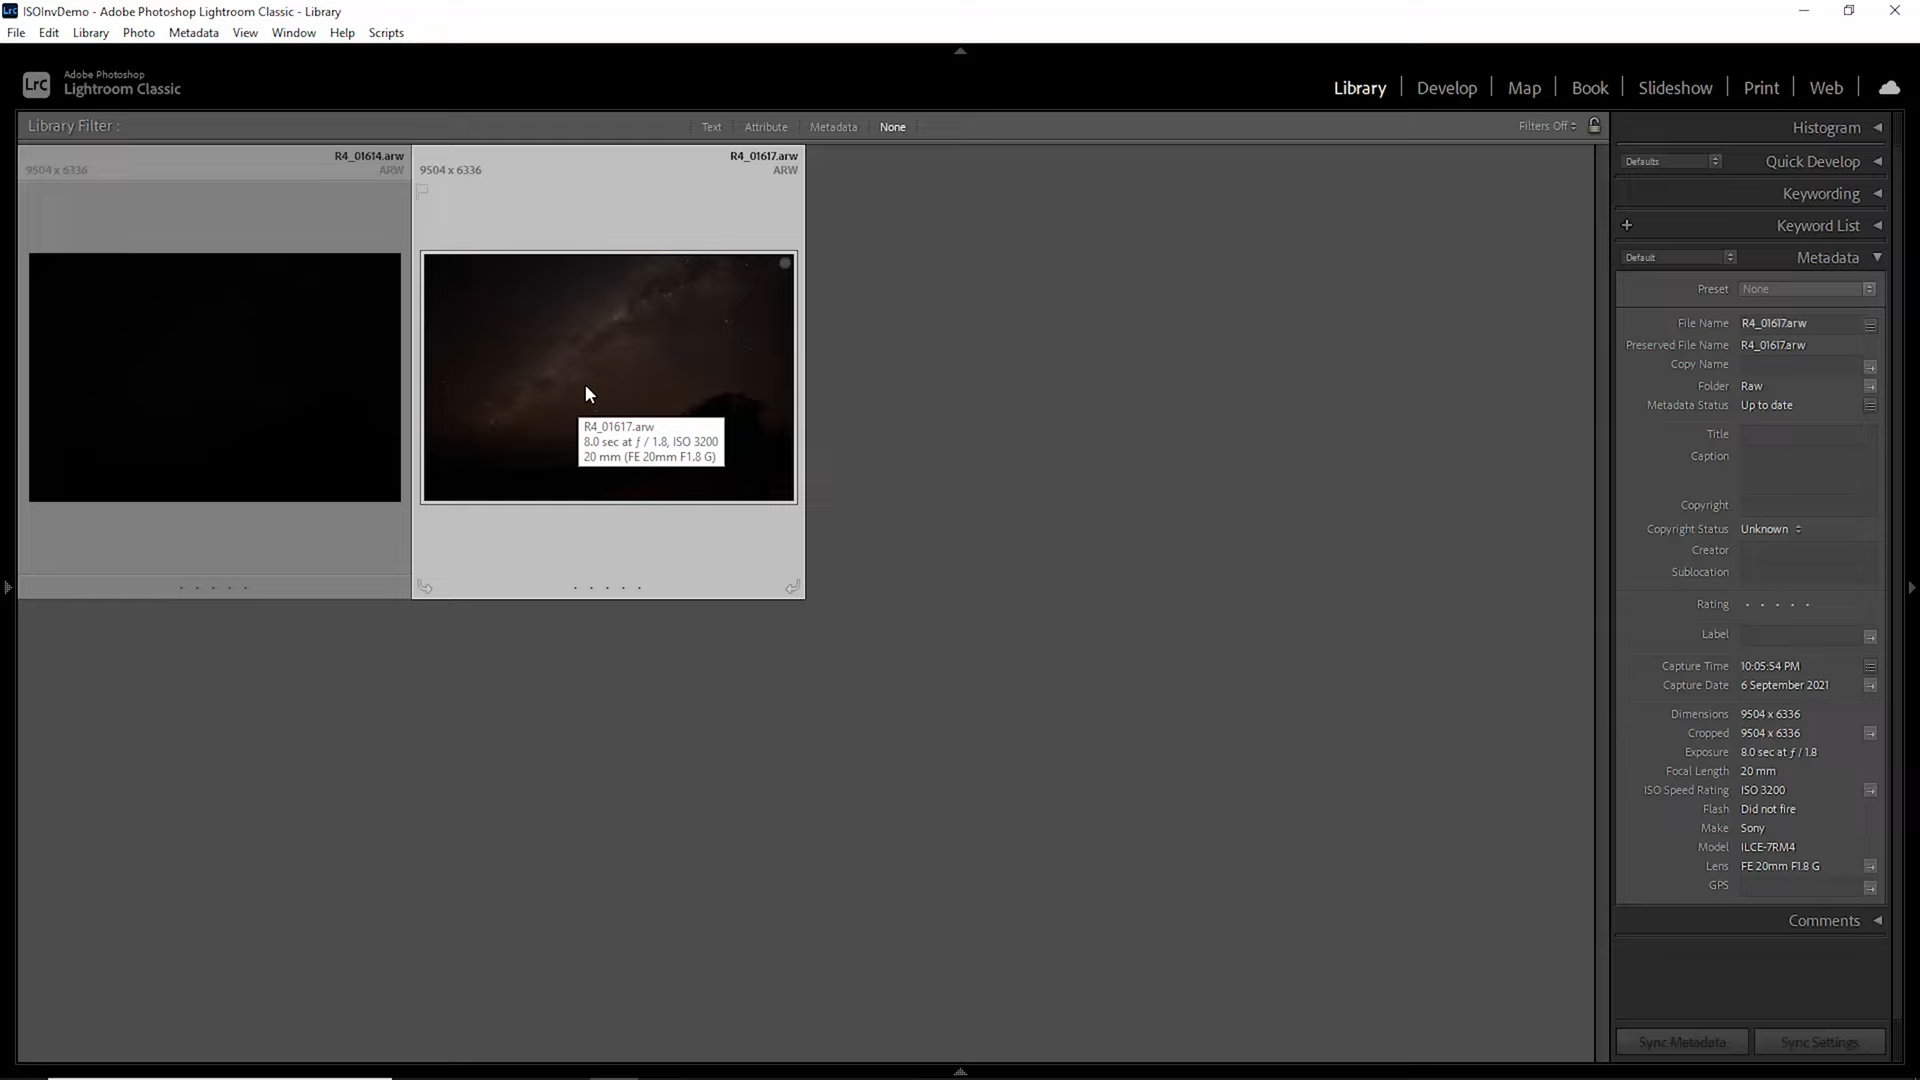 Lrc ISOInvDemo - Adobe Photoshop Lightroom Classic - Library
File Edit Library Photo Metadata View Window Help Scripts
LrC Adobe Photoshop
Lightroom Classic
Library Develop Map Book Slideshow Print Web
Library Filter : Text Attribute Metadata None Filters Off
Histogram
R4_01614.arw
9504 x 6336 ARW
R4_01617.arw
9504 x 6336 ARW
R4_01617.arw
8.0 sec at ƒ / 1.8, ISO 3200
20 mm (FE 20mm F1.8 G)
Defaults Quick Develop
Keywording
+ Keyword List
Default Metadata
Preset None
File Name R4_01617.arw
Preserved File Name R4_01617.arw
Copy Name
Folder Raw
Metadata Status Up to date
Title
Caption
Copyright
Copyright Status Unknown
Creator
Sublocation
Rating
Label
Capture Time 10:05:54 PM
Capture Date 6 September 2021
Dimensions 9504 x 6336
Cropped 9504 x 6336
Exposure 8.0 sec at ƒ / 1.8
Focal Length 20 mm
ISO Speed Rating ISO 3200
Flash Did not fire
Make Sony
Model ILCE-7RM4
Lens FE 20mm F1.8 G
GPS
Comments
Sync Metadata Sync Settings